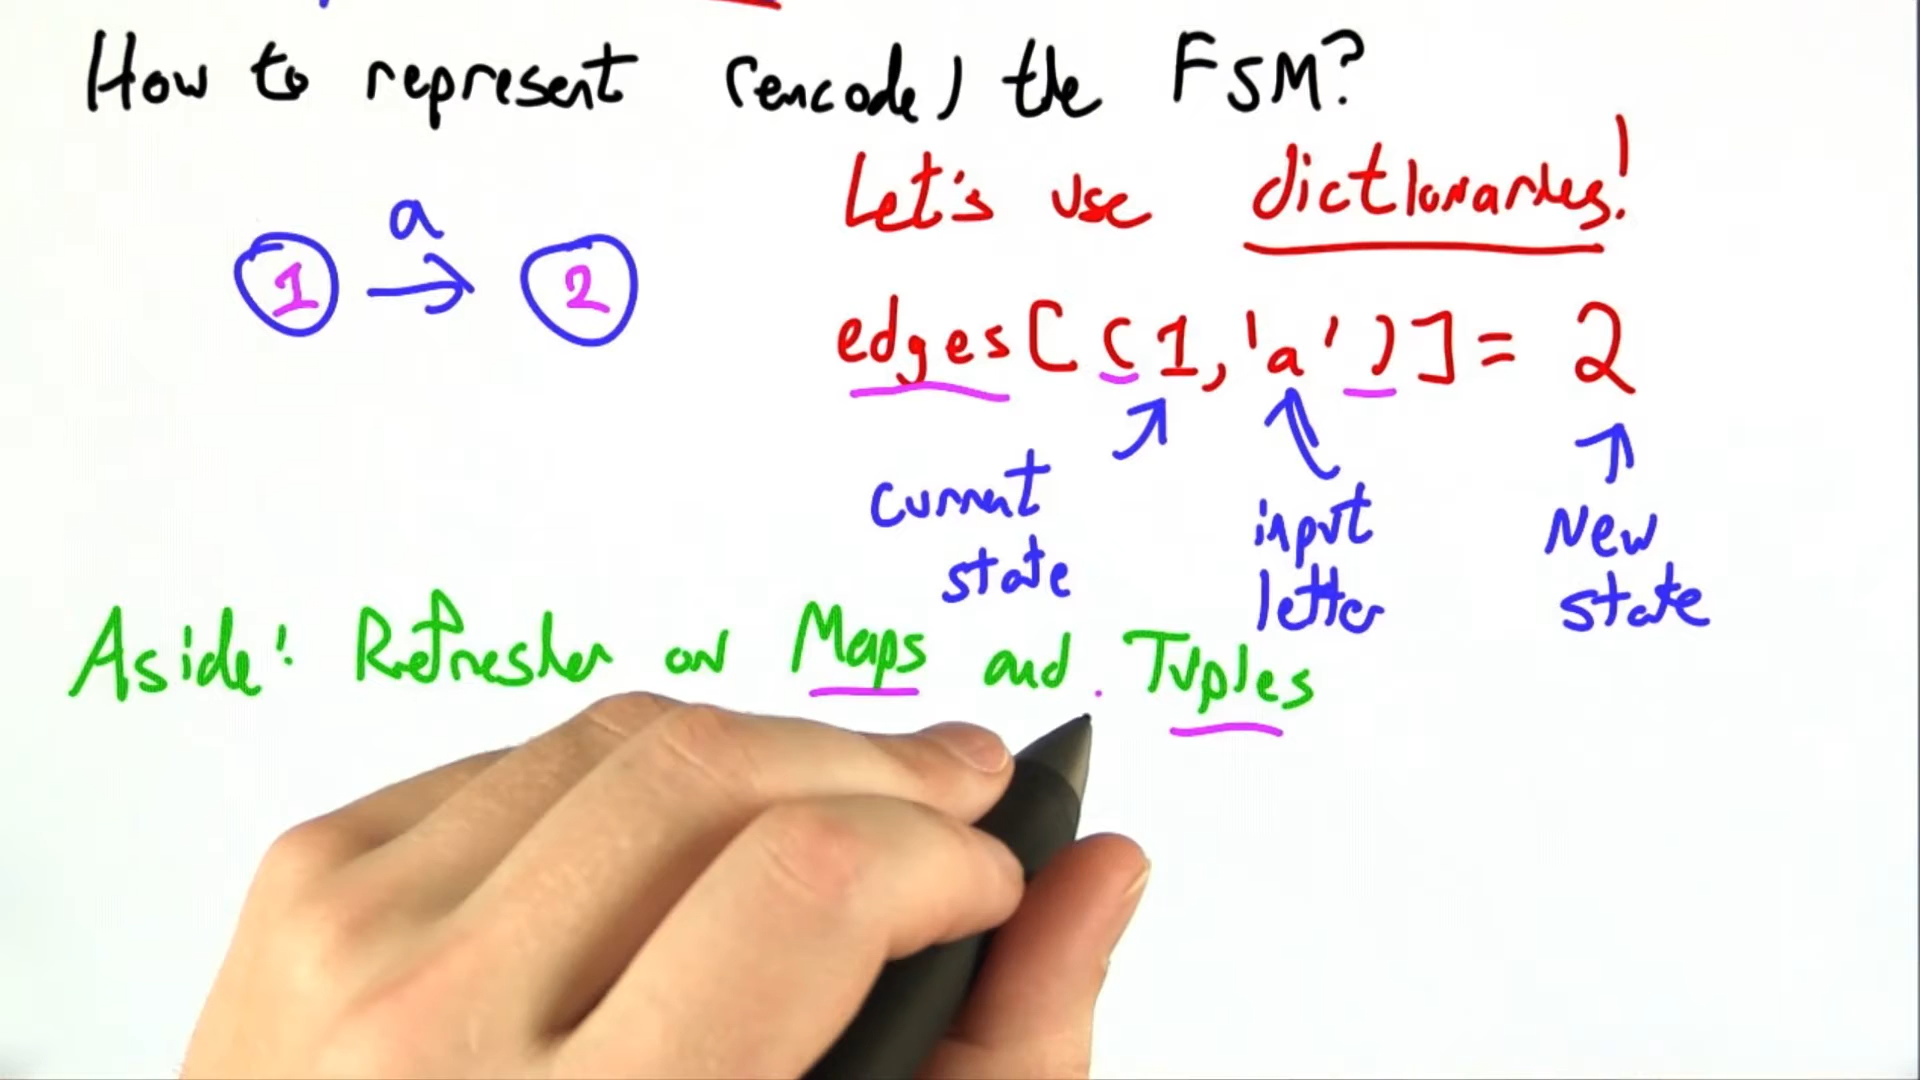 How to represent (encode) the FSM?
Let's use dictionaries!
a
1 → 2
edges[(1,'a')] = 2
current state
input letter
New state
Aside: Refresher on Maps and Tuples